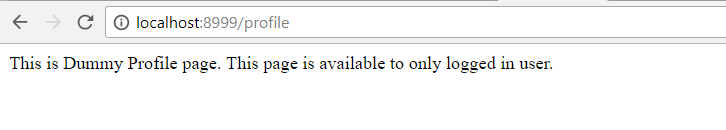 localhost:8999/profile
This is Dummy Profile page. This page is available to only logged in user.